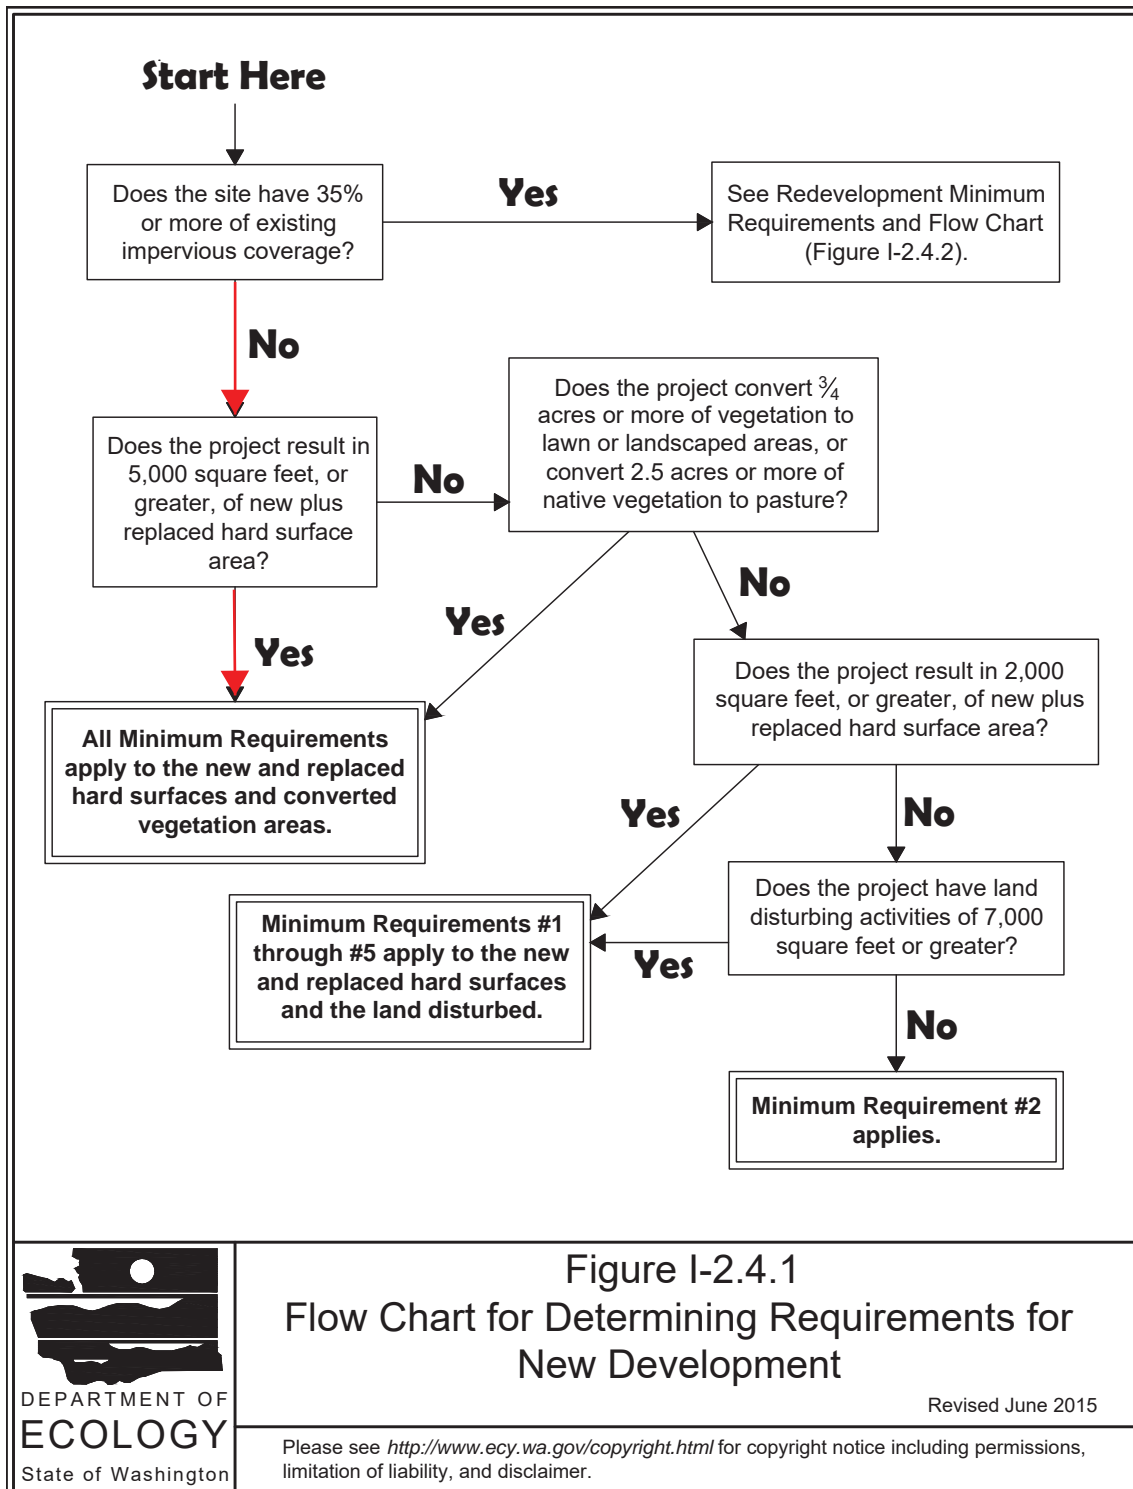 Start Here
Does the site have 35%
or more of existing
impervious coverage?
Yes
See Redevelopment Minimum
Requirements and Flow Chart
(Figure I-2.4.2).
No
Does the project result in
5,000 square feet, or
greater, of new plus
replaced hard surface
area?
No
Does the project convert ¾
acres or more of vegetation to
lawn or landscaped areas, or
convert 2.5 acres or more of
native vegetation to pasture?
Yes
Yes
No
All Minimum Requirements
apply to the new and replaced
hard surfaces and converted
vegetation areas.
Does the project result in 2,000
square feet, or greater, of new plus
replaced hard surface area?
Yes
No
Minimum Requirements #1
through #5 apply to the new
and replaced hard surfaces
and the land disturbed.
Does the project have land
disturbing activities of 7,000
square feet or greater?
Yes
No
Minimum Requirement #2
applies.
DEPARTMENT OF
ECOLOGY
State of Washington
Figure I-2.4.1
Flow Chart for Determining Requirements for
New Development
Revised June 2015
Please see http://www.ecy.wa.gov/copyright.html for copyright notice including permissions,
limitation of liability, and disclaimer.